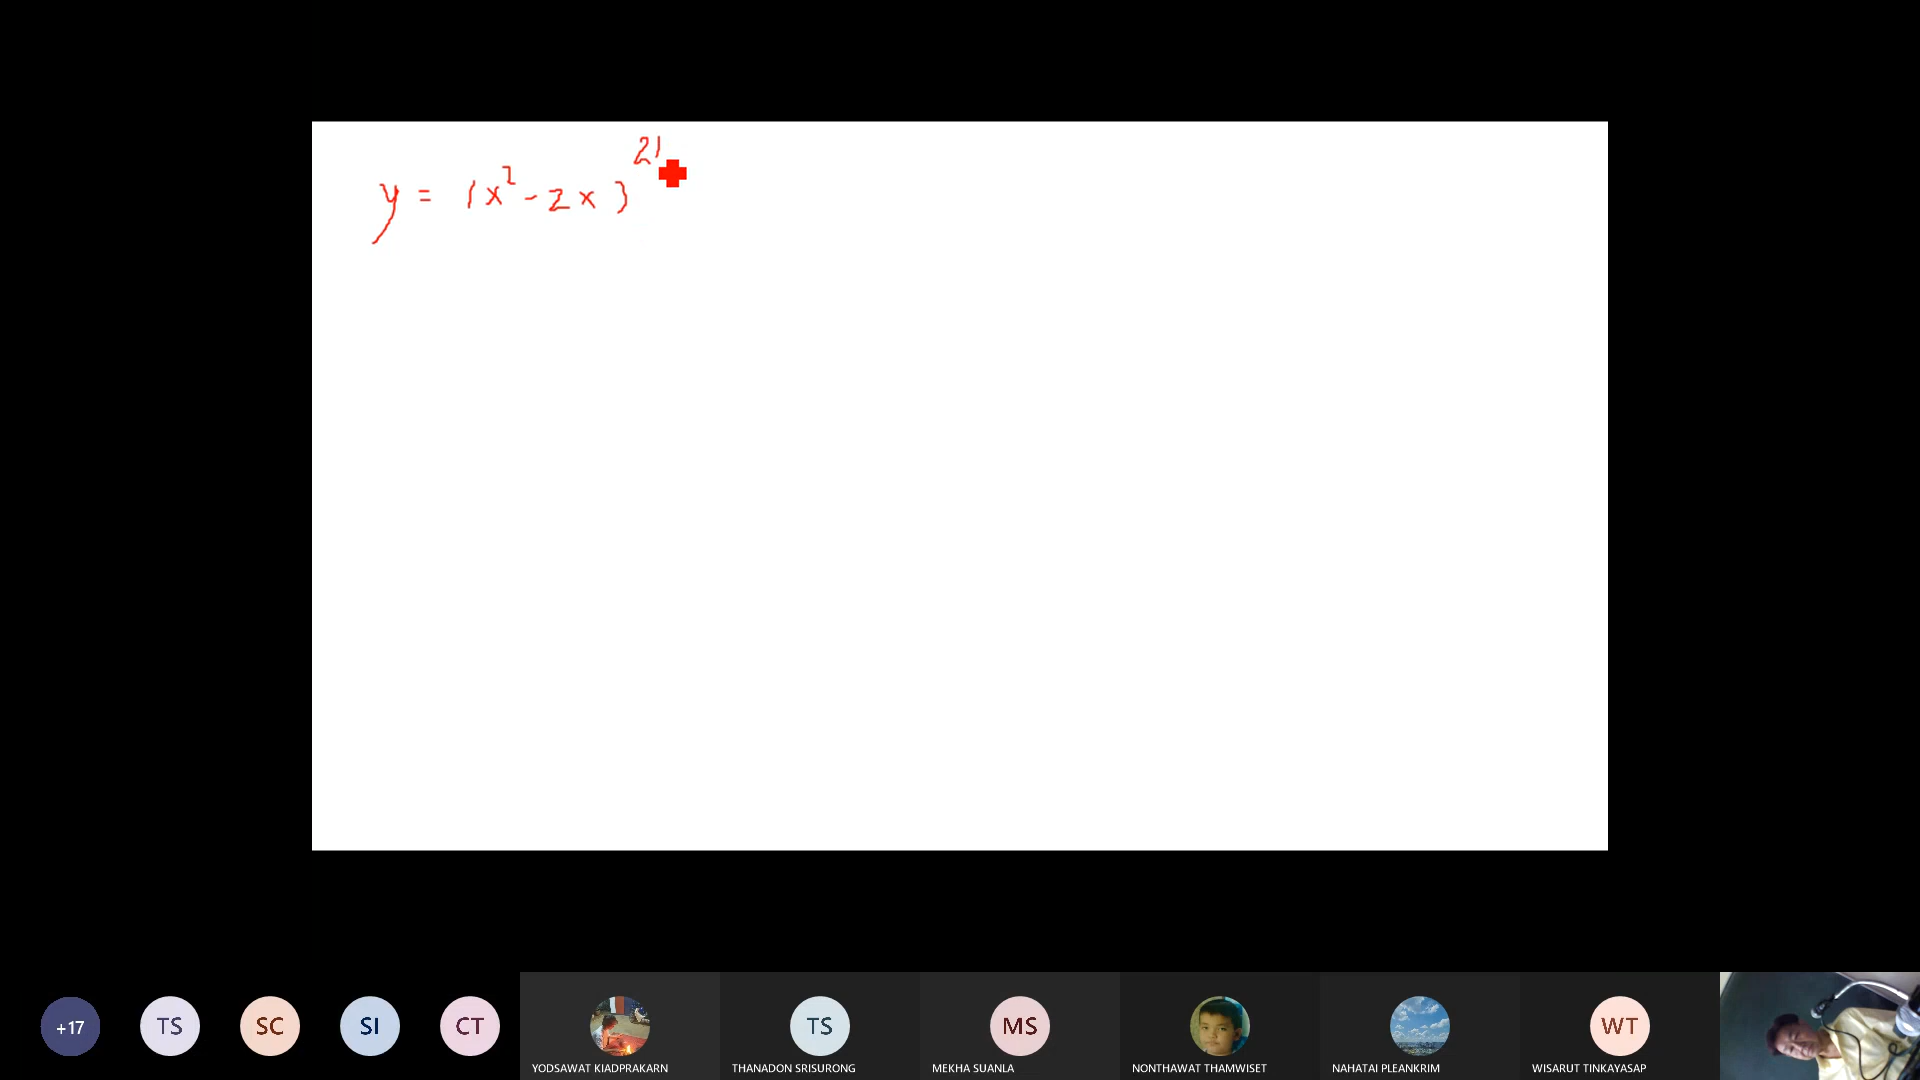 y = (x² - 2x)²¹
+17 TS SC SI CT TS MS WT
YODSAWAT KIADPRAKARN THANADON SRISURONG MEKHA SUANLA NONTHAWAT THAMWISET NAHATAI PLEANKRIM WISARUT TINKAYASAP